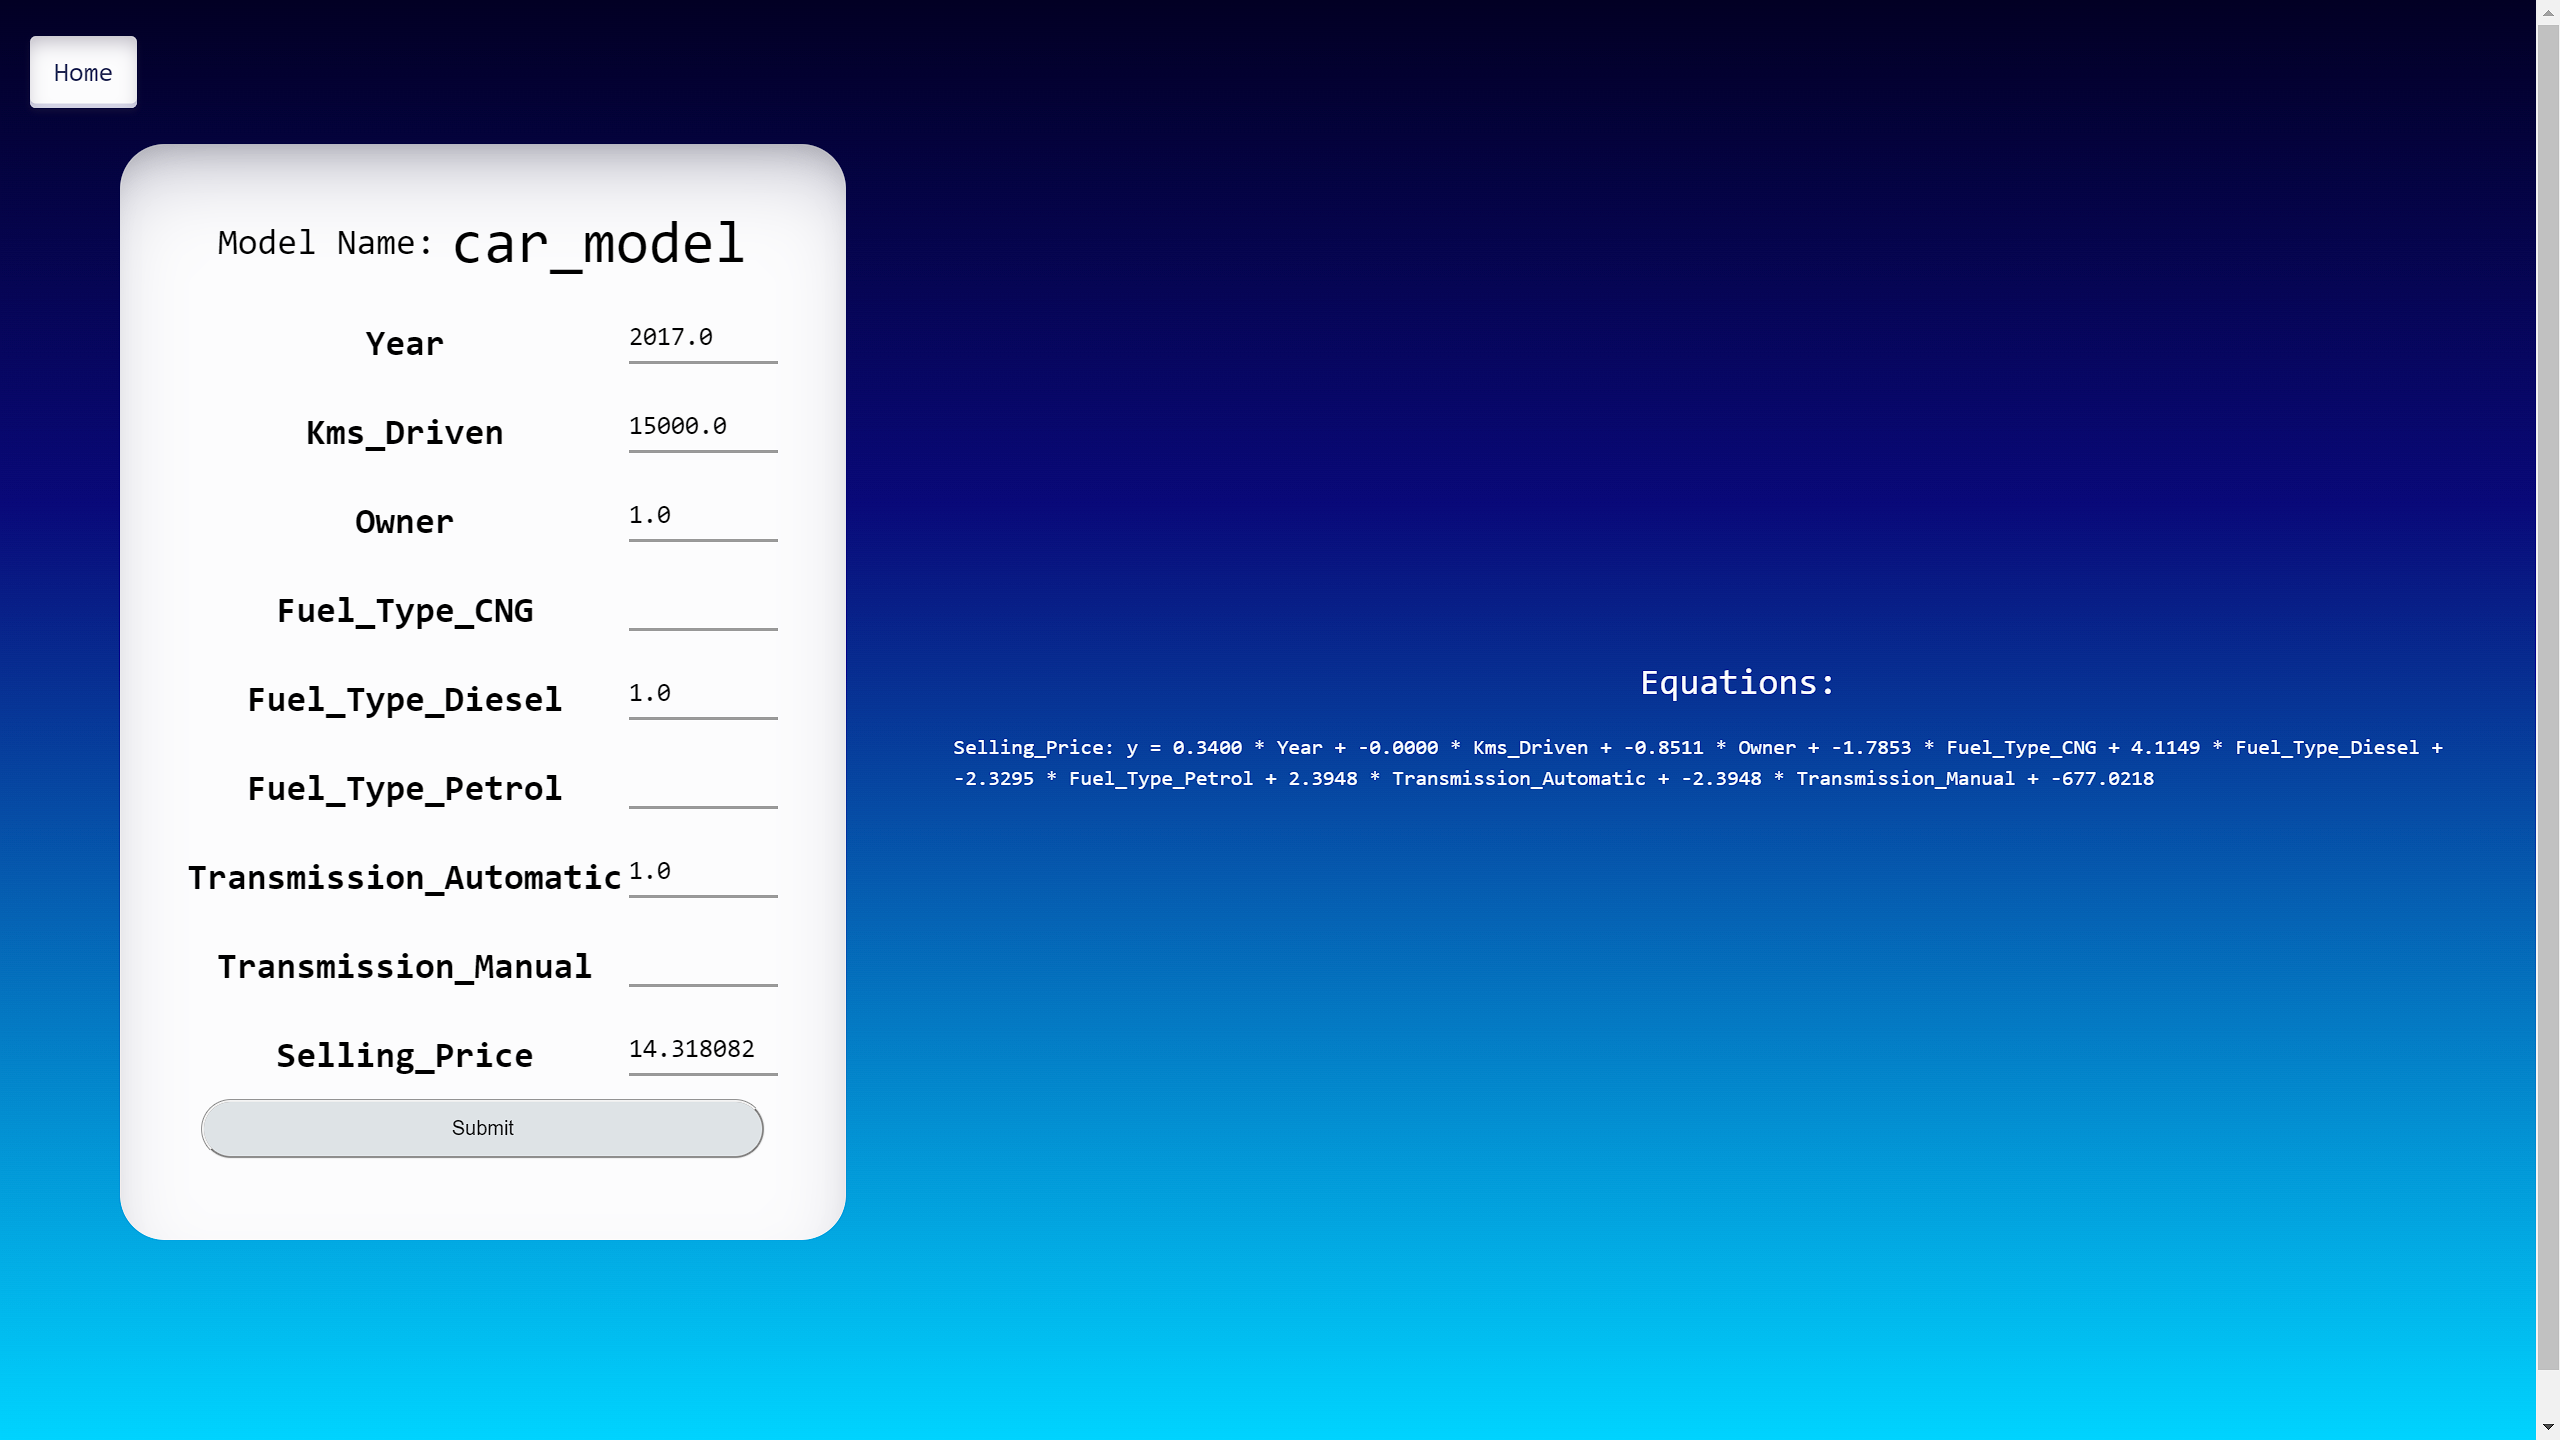 Home
Model Name: car_model
Year 2017.0
Kms_Driven 15000.0
Owner 1.0
Fuel_Type_CNG
Fuel_Type_Diesel 1.0
Fuel_Type_Petrol
Transmission_Automatic 1.0
Transmission_Manual
Selling_Price 14.318082
Submit
Equations:
Selling_Price: y = 0.3400 * Year + -0.0000 * Kms_Driven + -0.8511 * Owner + -1.7853 * Fuel_Type_CNG + 4.1149 * Fuel_Type_Diesel +
-2.3295 * Fuel_Type_Petrol + 2.3948 * Transmission_Automatic + -2.3948 * Transmission_Manual + -677.0218